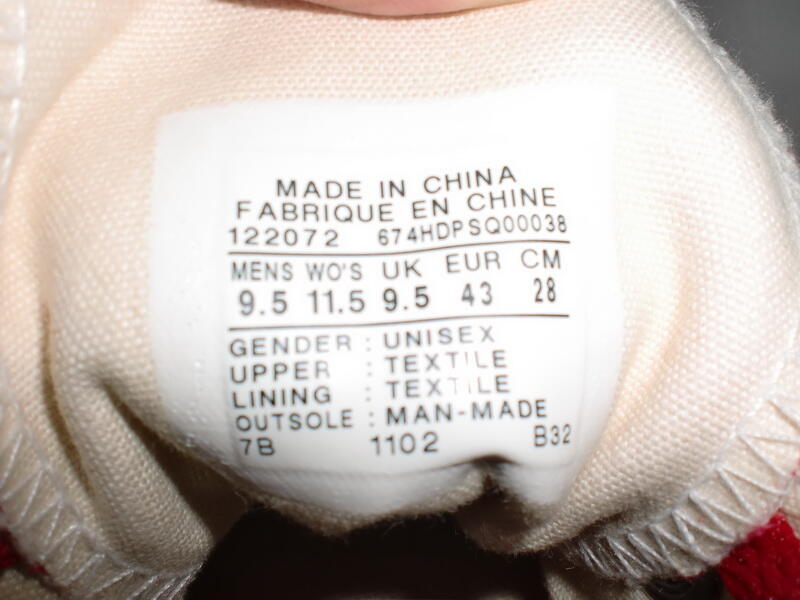 MADE IN CHINA
FABRIQUE EN CHINE
122072 674HDPSQ00038
MENS WO'S UK EUR CM
9.5 11.5 9.5 43 28
GENDER : UNISEX
UPPER : TEXTILE
LINING : TEXTILE
OUTSOLE : MAN-MADE
7B 1102 B32